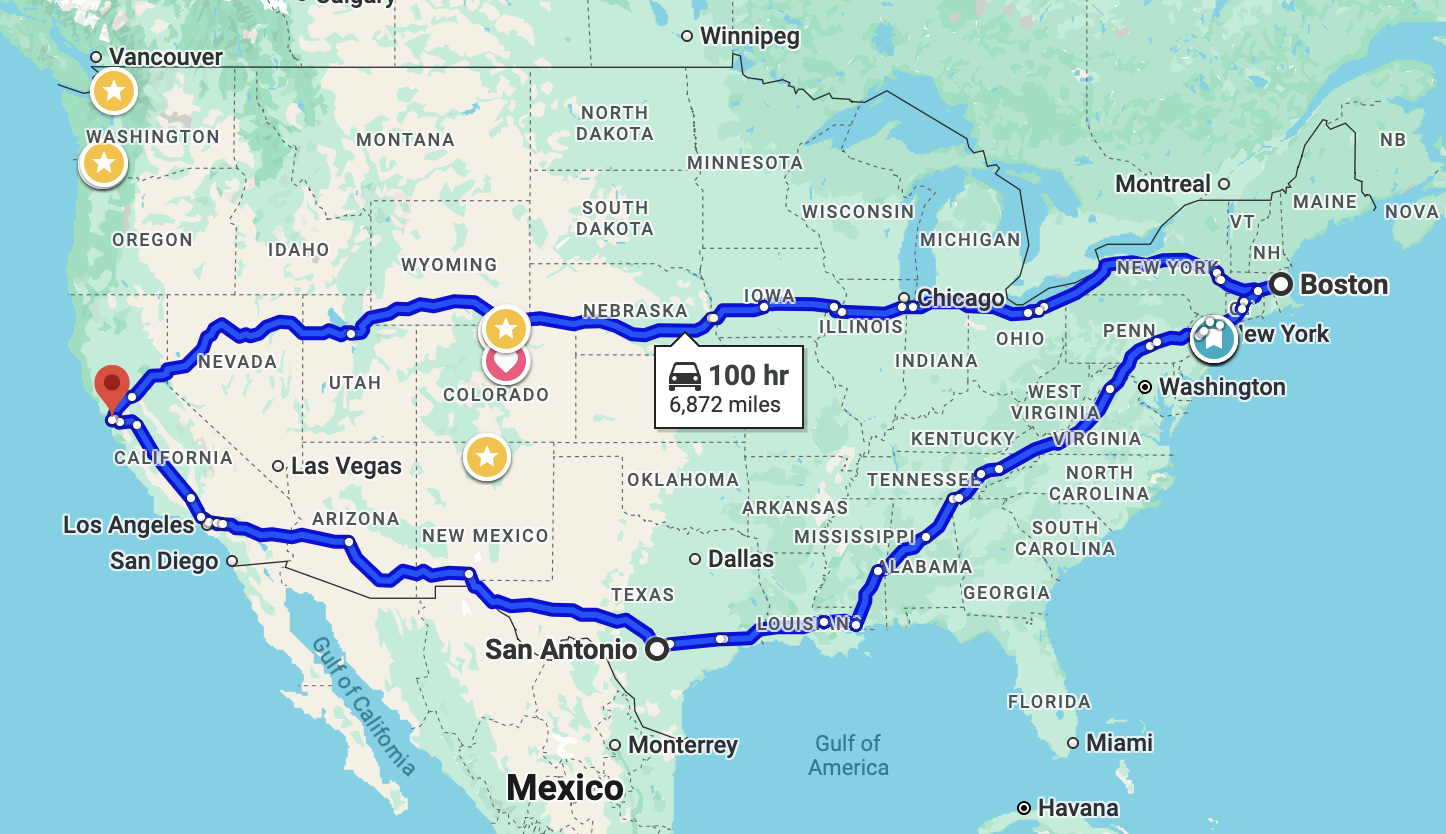 Calgary
Vancouver
Winnipeg
NORTH
DAKOTA
WASHINGTON
MONTANA
NB
MINNESOTA
Montreal
MAINE
SOUTH
DAKOTA
WISCONSIN
NOVA
VT
OREGON
IDAHO
MICHIGAN
NH
WYOMING
NEW YORK
Boston
IOWA
Chicago
NEBRASKA
ILLINOIS
PENN
ew York
OHIO
NEVADA
INDIANA
100 hr
6,872 miles
UTAH
COLORADO
WEST
VIRGINIA
Washington
KENTUCKY
VIRGINIA
CALIFORNIA
Las Vegas
OKLAHOMA
TENNESSEE
NORTH
CAROLINA
ARKANSAS
Los Angeles
ARIZONA
NEW MEXICO
MISSISSIPPI
SOUTH
CAROLINA
San Diego
Dallas
ALABAMA
TEXAS
GEORGIA
LOUISIAN
San Antonio
Gulf of California
FLORIDA
Monterrey
Gulf of
America
Miami
Mexico
Havana